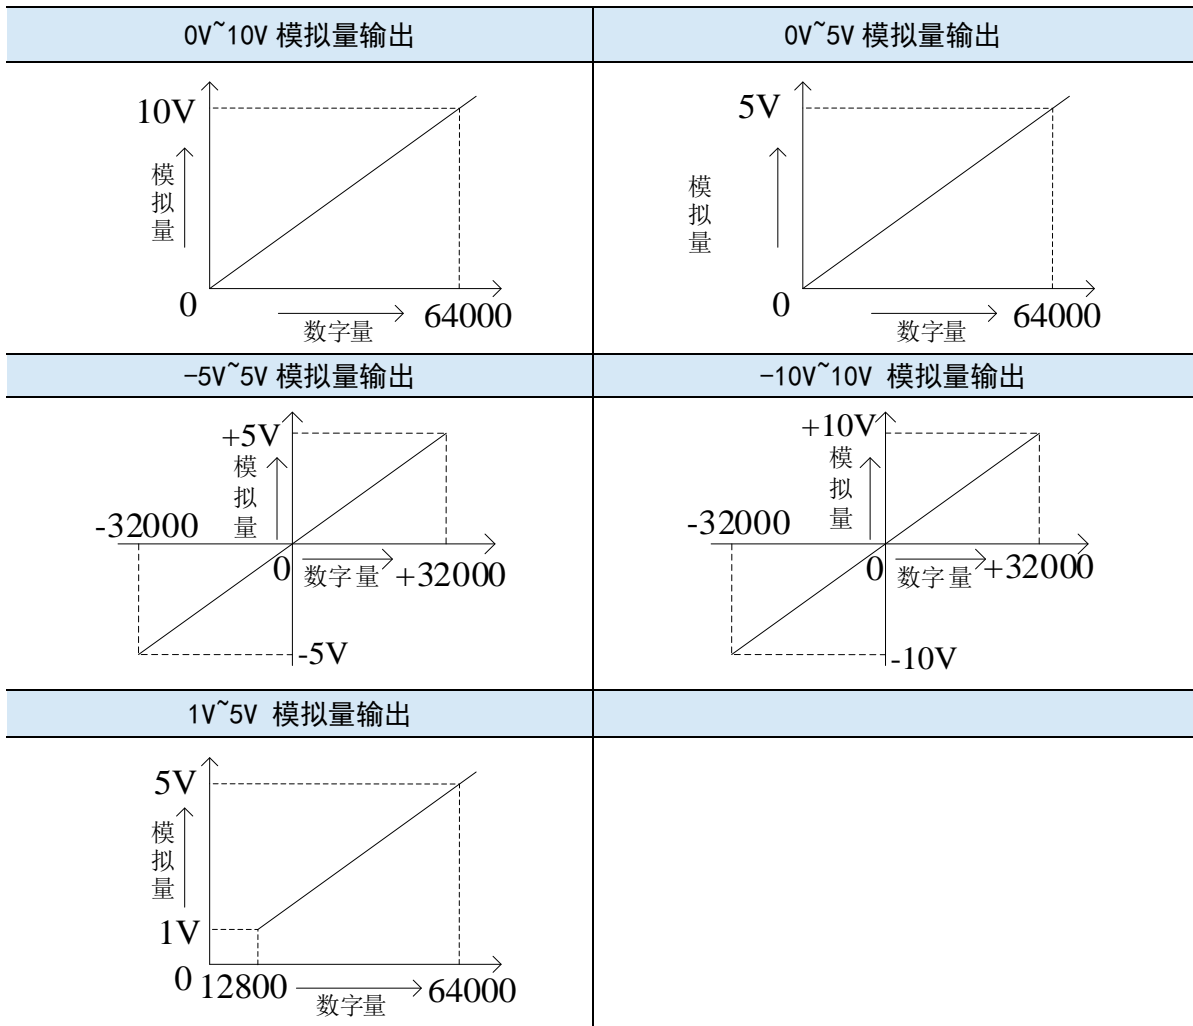 0V~10V 模拟量输出
0V~5V 模拟量输出
10V
模拟量
0
数字量
64000
5V
模拟量
0
数字量
64000
-5V~5V 模拟量输出
-10V~10V 模拟量输出
+5V
模拟量
-32000
0
数字量
+32000
-5V
+10V
模拟量
-32000
0
数字量
+32000
-10V
1V~5V 模拟量输出
5V
模拟量
1V
0
12800
数字量
64000